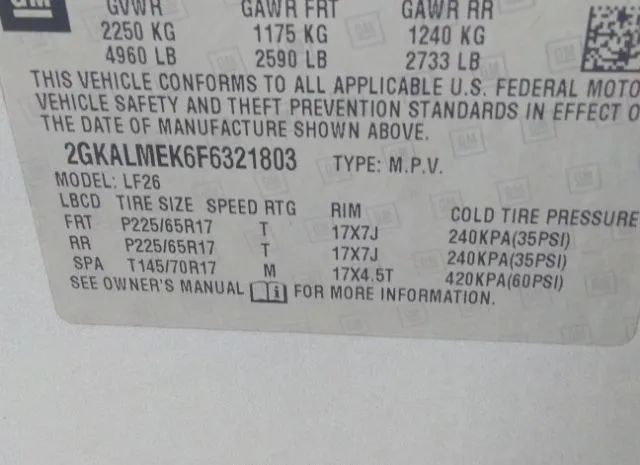 GM
GVWR GAWR FRT GAWR RR
2250 KG 1175 KG 1240 KG
4960 LB 2590 LB 2733 LB
THIS VEHICLE CONFORMS TO ALL APPLICABLE U.S. FEDERAL MOTO
VEHICLE SAFETY AND THEFT PREVENTION STANDARDS IN EFFECT O
THE DATE OF MANUFACTURE SHOWN ABOVE.
2GKALMEK6F6321803 TYPE: M.P.V.
MODEL: LF26
LBCD TIRE SIZE SPEED RTG RIM COLD TIRE PRESSURE
FRT P225/65R17 T 17X7J 240KPA(35PSI)
RR P225/65R17 T 17X7J 240KPA(35PSI)
SPA T145/70R17 M 17X4.5T 420KPA(60PSI)
SEE OWNER'S MANUAL FOR MORE INFORMATION.